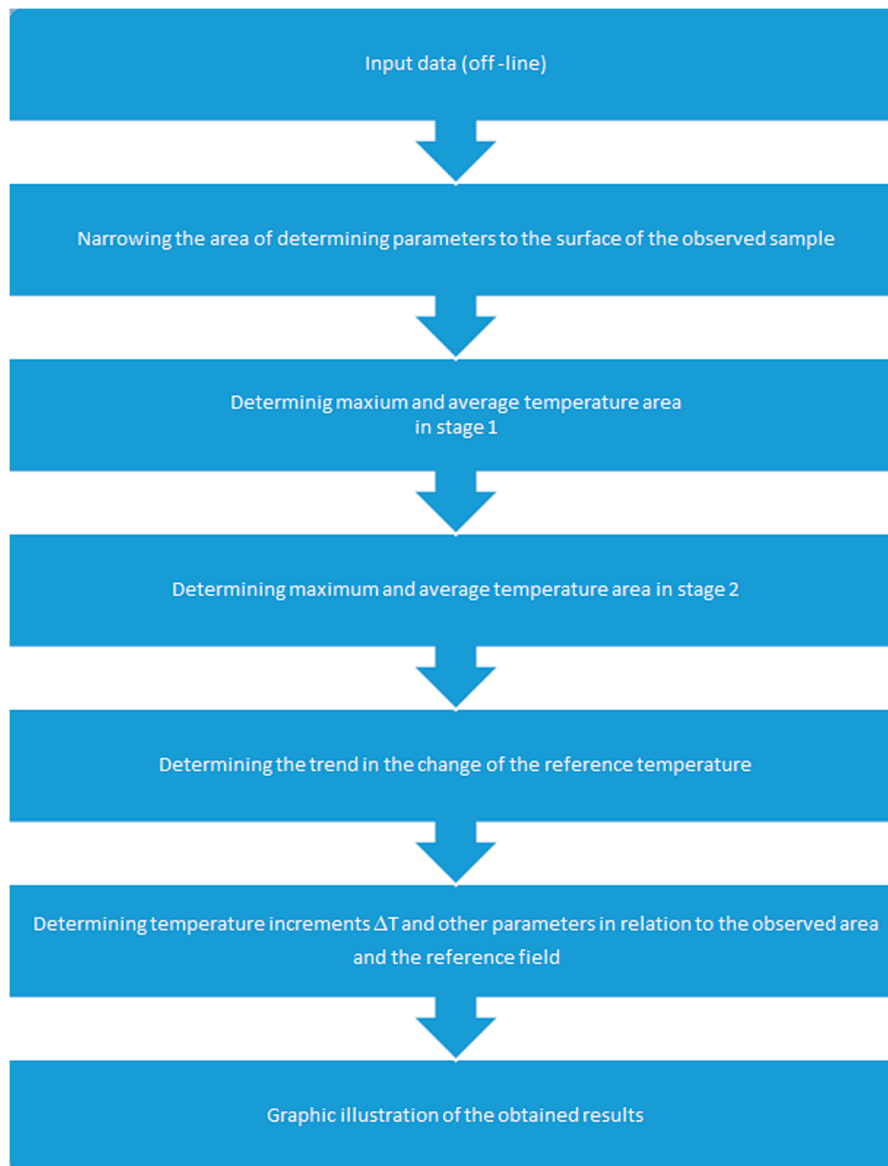 Input data (off-line)
Narrowing the area of determining parameters to the surface of the observed sample
Determinig maxium and average temperature area
in stage 1
Determining maximum and average temperature area in stage 2
Determining the trend in the change of the reference temperature
Determining temperature increments ΔT and other parameters in relation to the observed area
and the reference field
Graphic illustration of the obtained results